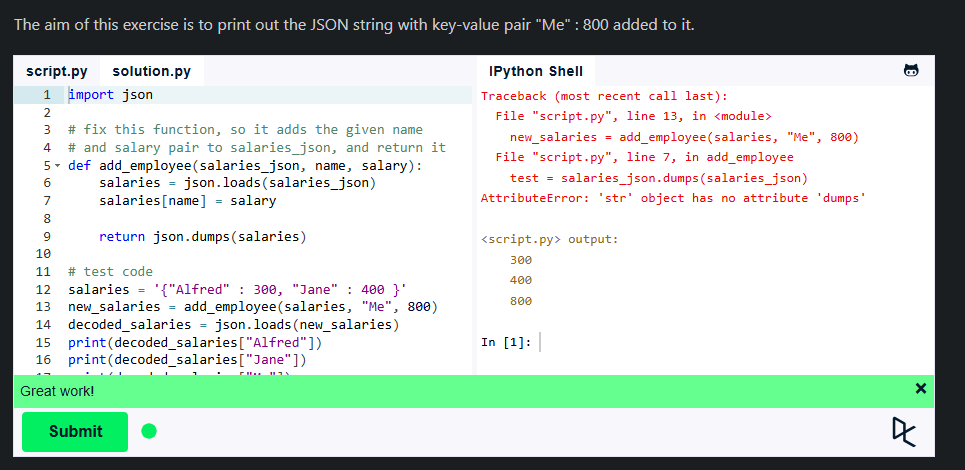 The aim of this exercise is to print out the JSON string with key-value pair "Me" : 800 added to it.
script.py solution.py
1 import json
2
3 # fix this function, so it adds the given name
4 # and salary pair to salaries_json, and return it
5 def add_employee(salaries_json, name, salary):
6     salaries = json.loads(salaries_json)
7     salaries[name] = salary
8
9     return json.dumps(salaries)
10
11 # test code
12 salaries = '{"Alfred" : 300, "Jane" : 400 }'
13 new_salaries = add_employee(salaries, "Me", 800)
14 decoded_salaries = json.loads(new_salaries)
15 print(decoded_salaries["Alfred"])
16 print(decoded_salaries["Jane"])
IPython Shell
Traceback (most recent call last):
  File "script.py", line 13, in <module>
    new_salaries = add_employee(salaries, "Me", 800)
  File "script.py", line 7, in add_employee
    test = salaries_json.dumps(salaries_json)
AttributeError: 'str' object has no attribute 'dumps'
<script.py> output:
    300
    400
    800
In [1]:
Great work!
Submit